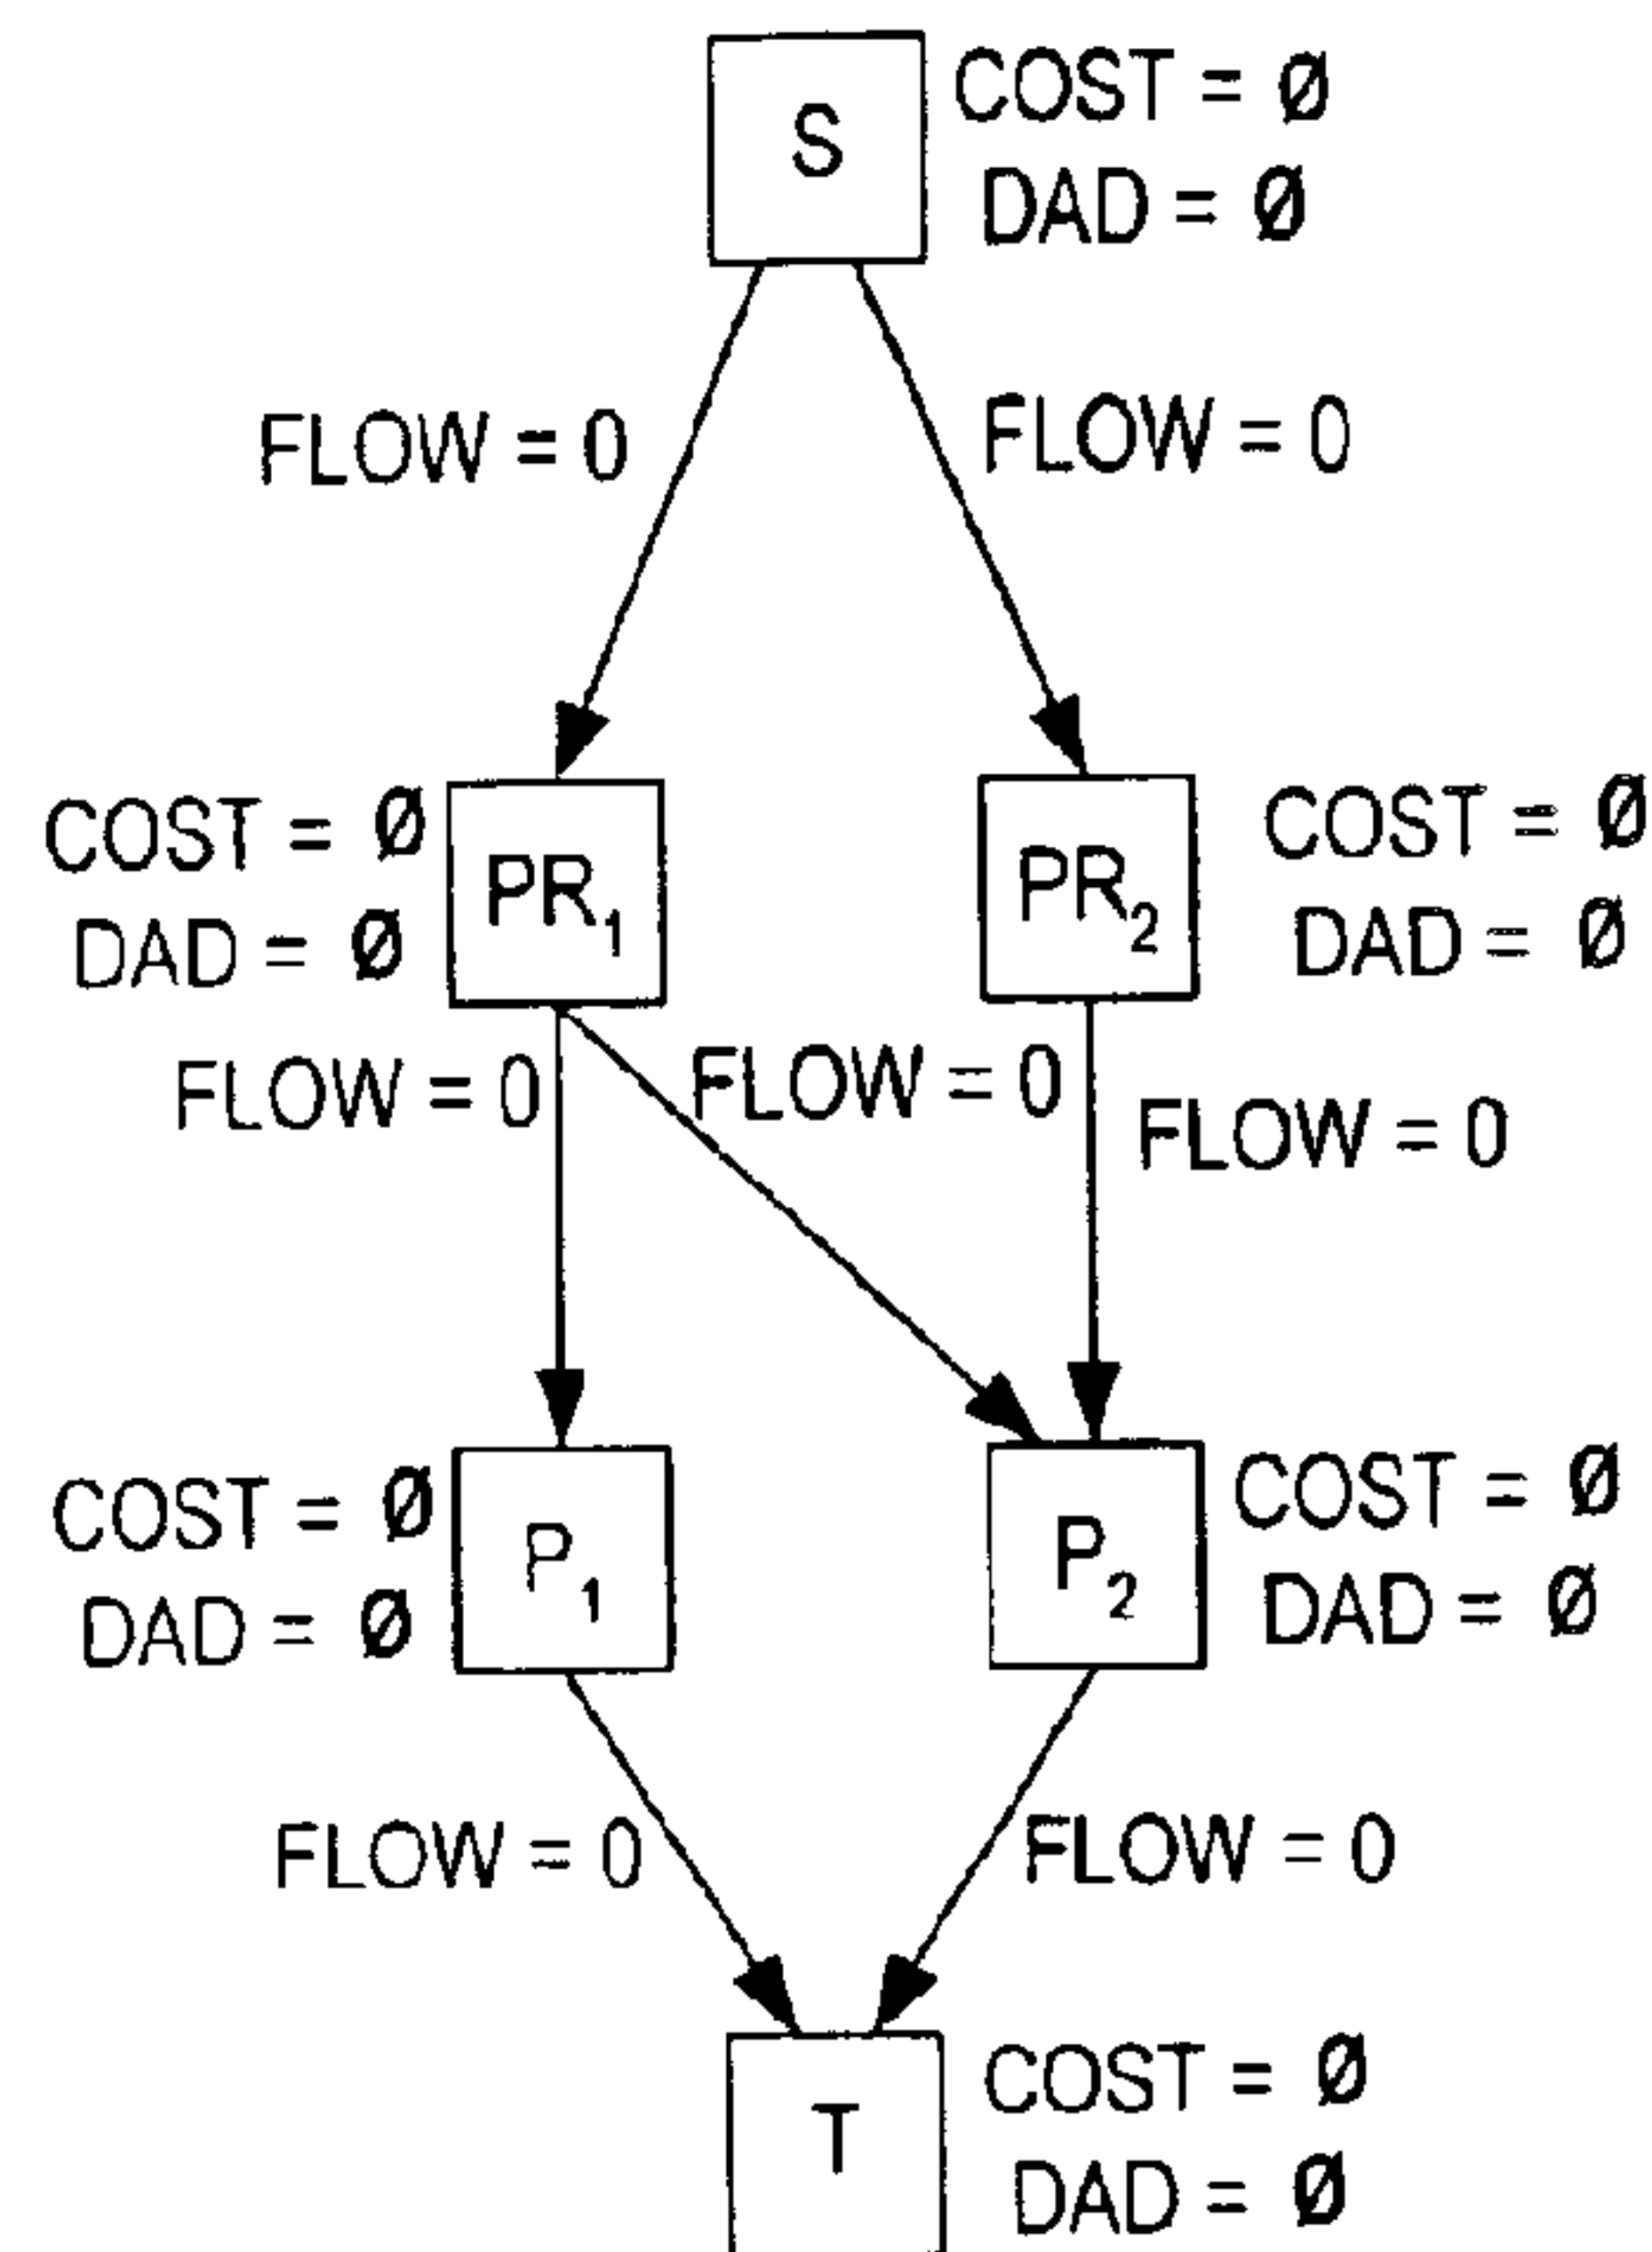 S
COST = Ø
DAD = Ø
FLOW = 0
FLOW = 0
COST = Ø
DAD = Ø
PR₁
PR₂
COST = Ø
DAD = Ø
FLOW = 0
FLOW = 0
FLOW = 0
COST = Ø
DAD = Ø
P₁
P₂
COST = Ø
DAD = Ø
FLOW = 0
FLOW = 0
T
COST = Ø
DAD = Ø